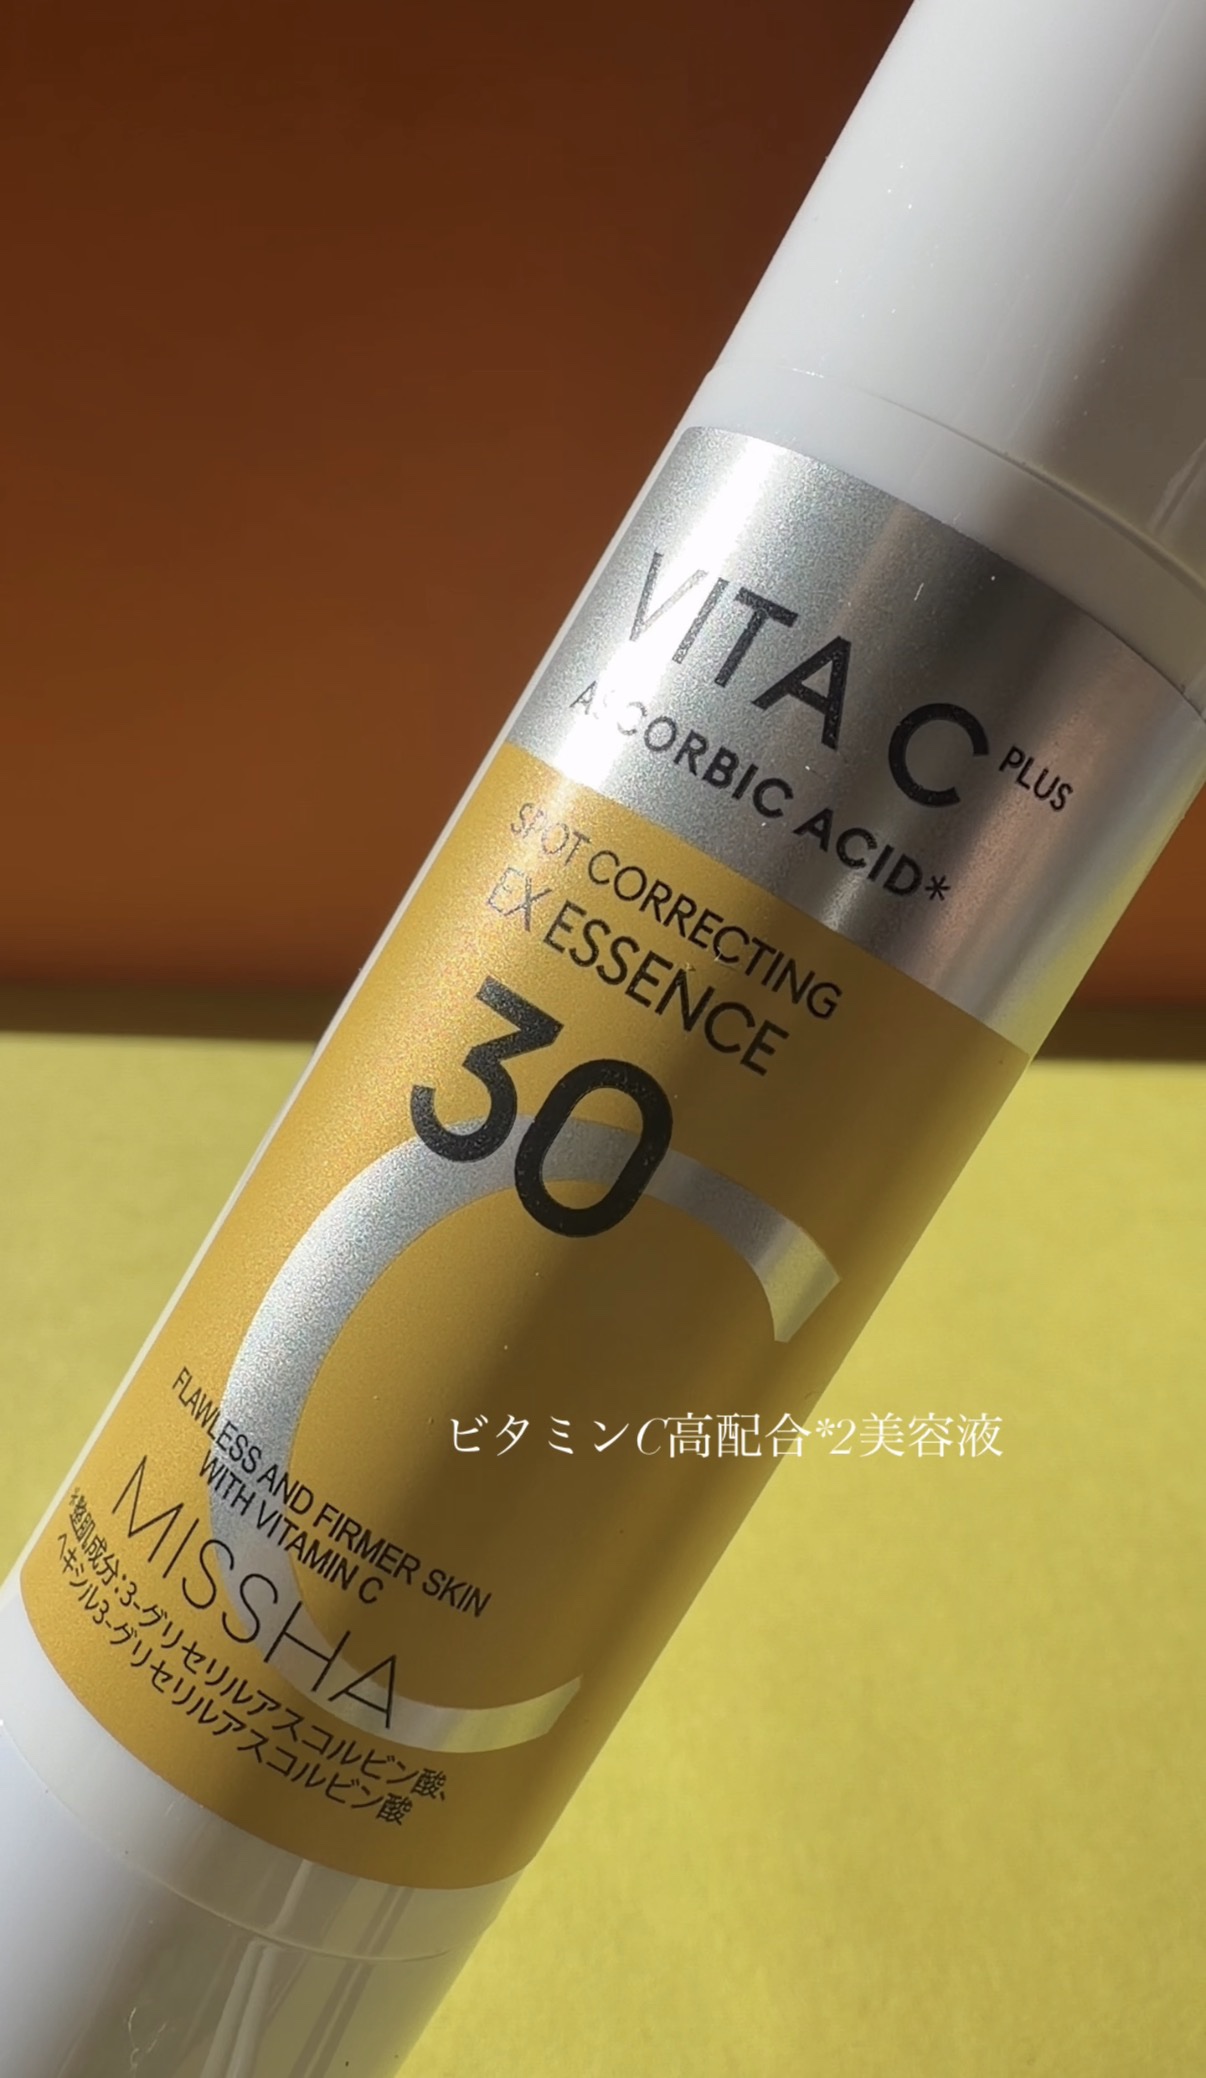 VITA C PLUS
ASCORBIC ACID*
SPOT CORRECTING
EX ESSENCE
30
ビタミンC高配合*2美容液
FLAWLESS AND FIRMER SKIN
WITH VITAMIN C
MISSHA
*整肌成分:3-グリセリルアスコルビン酸、
ヘキシル3-グリセリルアスコルビン酸